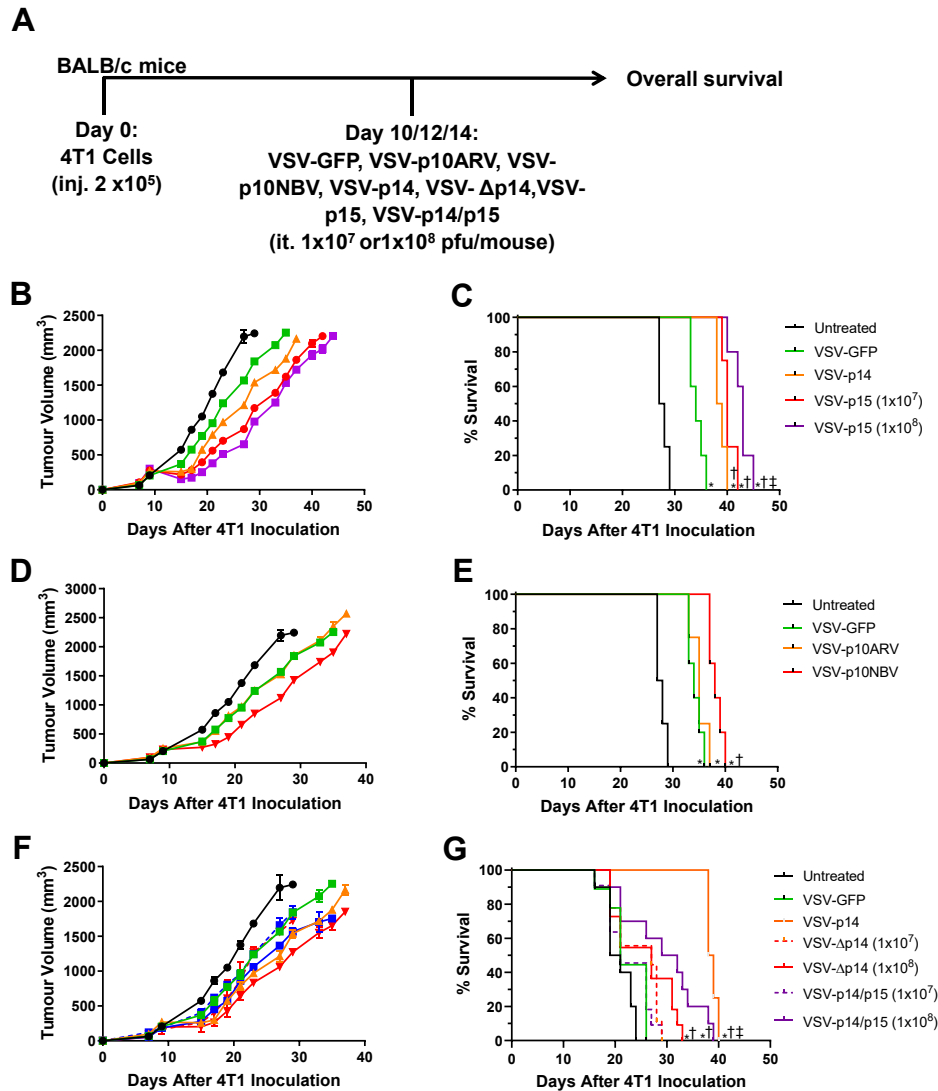 A
BALB/c mice
Overall survival
Day 0:
4T1 Cells
(inj. 2 x10⁵)
Day 10/12/14:
VSV-GFP, VSV-p10ARV, VSV-
p10NBV, VSV-p14, VSV- Δp14,VSV-
p15, VSV-p14/p15
(it. 1x10⁷ or1x10⁸ pfu/mouse)
B
Tumour Volume (mm³)
2500
2000
1500
1000
500
0
0 10 20 30 40 50
Days After 4T1 Inoculation
C
% Survival
100
80
60
40
20
0
* † * *† *†‡
0 10 20 30 40 50
Days After 4T1 Inoculation
Untreated
VSV-GFP
VSV-p14
VSV-p15 (1x10⁷)
VSV-p15 (1x10⁸)
D
Tumour Volume (mm³)
3000
2500
2000
1500
1000
500
0
0 10 20 30 40
Days After 4T1 Inoculation
E
% Survival
100
80
60
40
20
0
* * *†
0 10 20 30 40 50
Days After 4T1 Inoculation
Untreated
VSV-GFP
VSV-p10ARV
VSV-p10NBV
F
Tumour Volume (mm³)
2500
2000
1500
1000
500
0
0 10 20 30 40
Days After 4T1 Inoculation
G
% Survival
100
80
60
40
20
0
*† *† *†‡
0 10 20 30 40 50
Days After 4T1 Inoculation
Untreated
VSV-GFP
VSV-p14
VSV-Δp14 (1x10⁷)
VSV-Δp14 (1x10⁸)
VSV-p14/p15 (1x10⁷)
VSV-p14/p15 (1x10⁸)